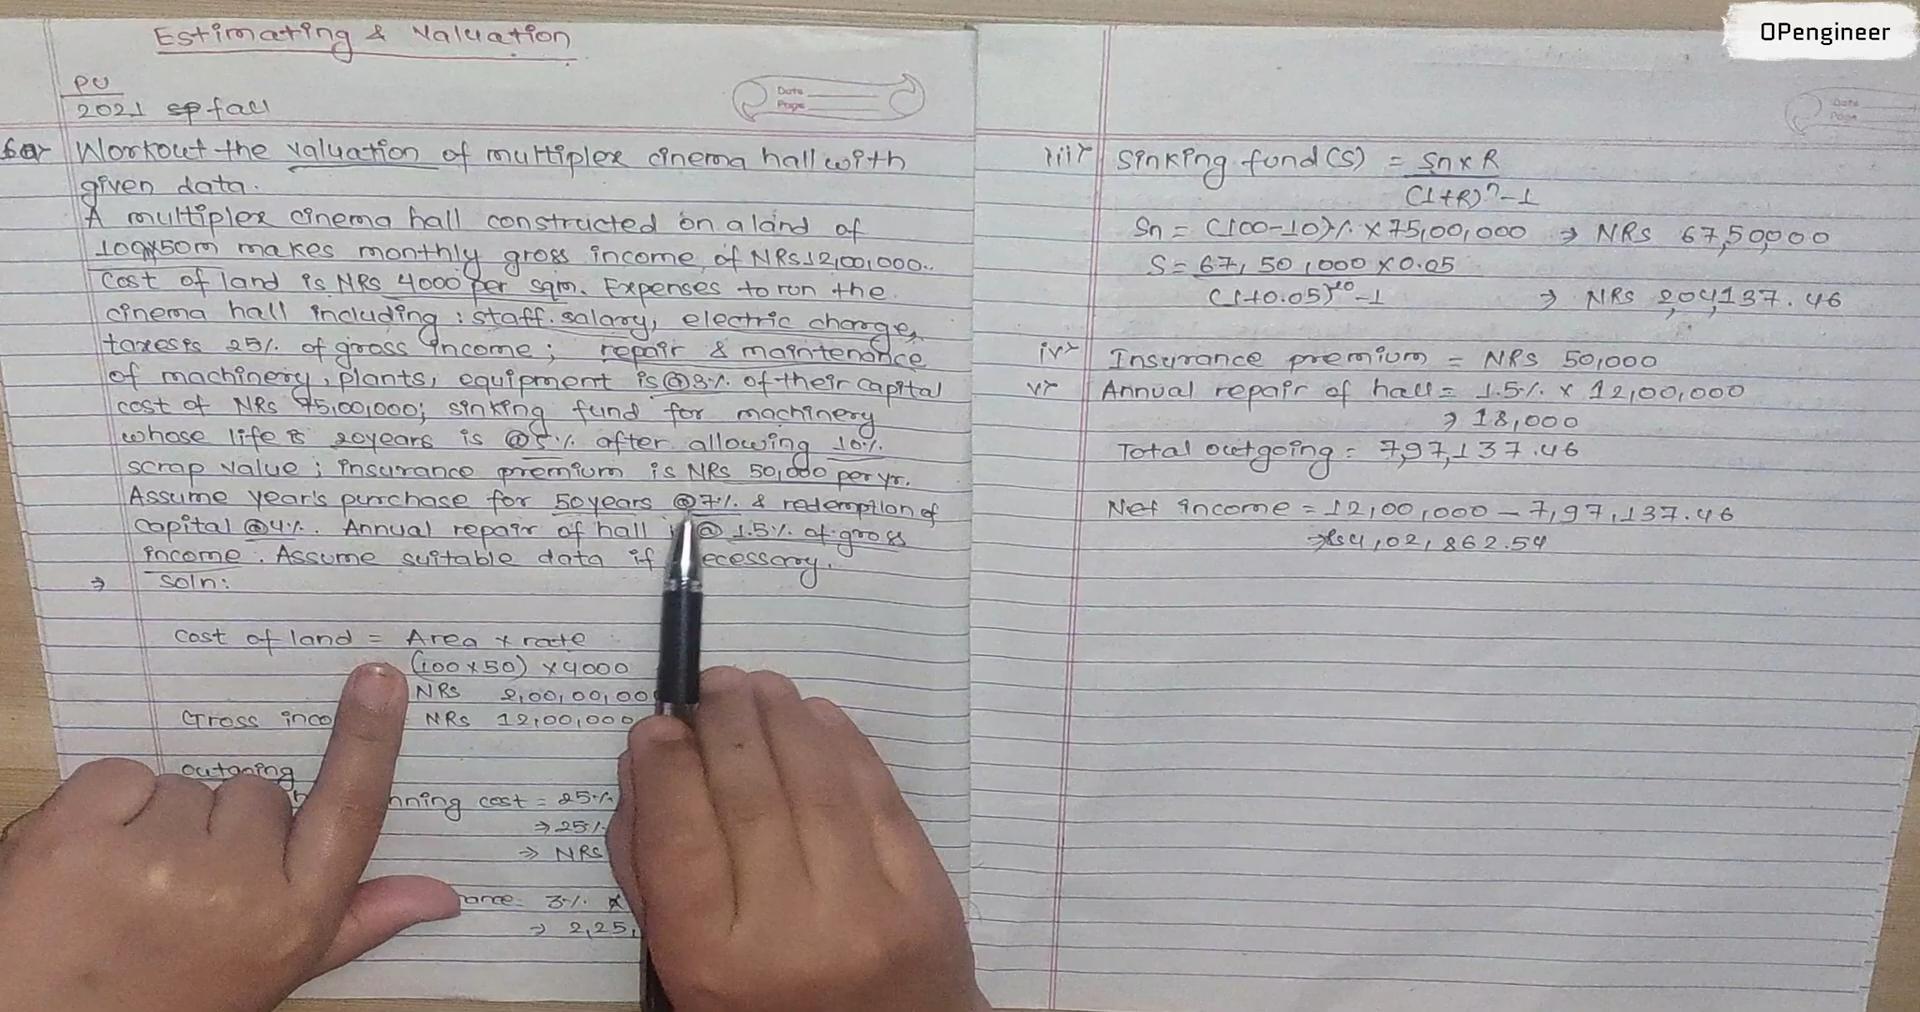 OPengineer
Estimating & Valuation
PU
2021 sp fall
Date
Page
6a> Workout the valuation of multiplex cinema hall with
given data.
A multiplex cinema hall constructed on a land of
100x50m makes monthly gross income of NRs12,00,000.
Cost of land is NRs 4000 per sqm. Expenses to run the
cinema hall including : staff salary, electric charge,
taxes is 25% of gross income ; repair & maintenance
of machinery, plants, equipment is @3% of their capital
cost of NRs 75,00,000; sinking fund for machinery
whose life is 20years is @5% after allowing 10%
scrap value ; insurance premium is NRs 50,000 per yr.
Assume year's purchase for 50years @7% & redemption of
capital @4%. Annual repair of hall @ 1.5% of gross
income. Assume suitable data if ecessary.
→ Soln:
Cost of land = Area x rate
(100 x 50) x 4000
NRs 2,00,00,00
Gross inco NRs 12,00,000
outgoing
nning cost = 25%
⇒ 25%
⇒ NRs
ance = 3% x
⇒ 2,25,
Date
Page
iii> Sinking fund (S) = Sn x R
(1+R)ⁿ-1
Sn = (100-10)% x 75,00,000 ⇒ NRs 67,50,000
S = 67,50,000 x 0.05
(1+0.05)²⁰-1 ⇒ NRs 2,04,137.46
iv> Insurance premium = NRs 50,000
v> Annual repair of hall = 1.5% x 12,00,000
⇒ 18,000
Total outgoing = 7,97,137.46
Net income = 12,00,000 - 7,97,137.46
⇒ 4,02,862.54